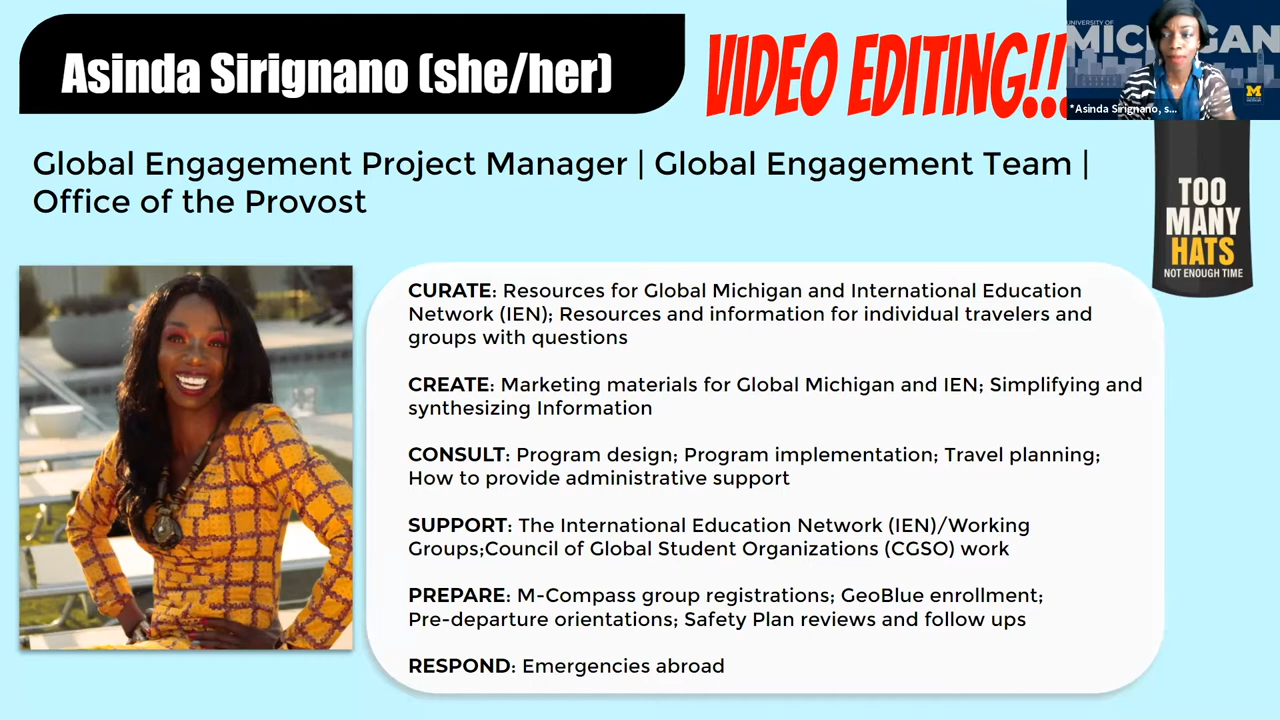 Asinda Sirignano (she/her)
VIDEO EDITING!!!
UNIVERSITY OF
MICHIGAN
M
*Asinda Sirignano, s...
Global Engagement Project Manager | Global Engagement Team |
Office of the Provost
TOO
MANY
HATS
NOT ENOUGH TIME
CURATE: Resources for Global Michigan and International Education
Network (IEN); Resources and information for individual travelers and
groups with questions
CREATE: Marketing materials for Global Michigan and IEN; Simplifying and
synthesizing Information
CONSULT: Program design; Program implementation; Travel planning;
How to provide administrative support
SUPPORT: The International Education Network (IEN)/Working
Groups;Council of Global Student Organizations (CGSO) work
PREPARE: M-Compass group registrations; GeoBlue enrollment;
Pre-departure orientations; Safety Plan reviews and follow ups
RESPOND: Emergencies abroad